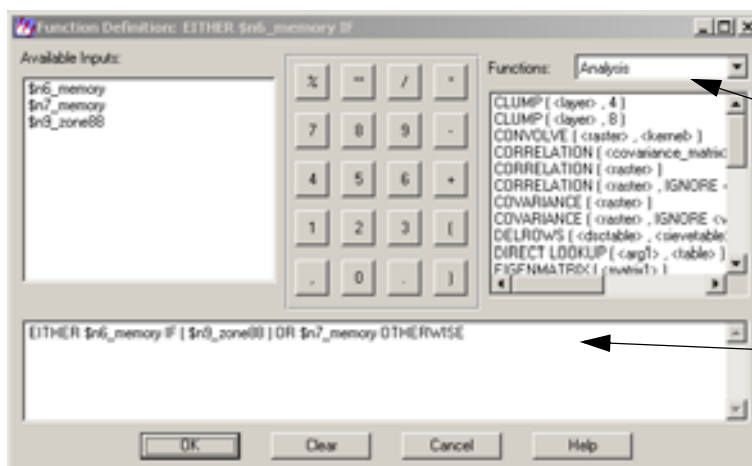 Function Definition: EITHER $n6_memory IF
Available Inputs:
$n6_memory
$n7_memory
$n9_zone88
% ** / *
7 8 9 -
4 5 6 +
1 2 3 (
, 0 . )
Functions: Analysis
CLUMP ( <layer> , 4 )
CLUMP ( <layer> , 8 )
CONVOLVE ( <raster> , <kernel> )
CORRELATION ( <covariance_matrix
CORRELATION ( <raster> )
CORRELATION ( <raster> , IGNORE <
COVARIANCE ( <raster> )
COVARIANCE ( <raster> , IGNORE <v
DELROWS ( <dsctable> , <sievetable
DIRECT LOOKUP ( <arg1> , <table> )
EIGENMATRIX ( <matrix1> )
EITHER $n6_memory IF ( $n9_zone88 ) OR $n7_memory OTHERWISE
OK Clear Cancel Help